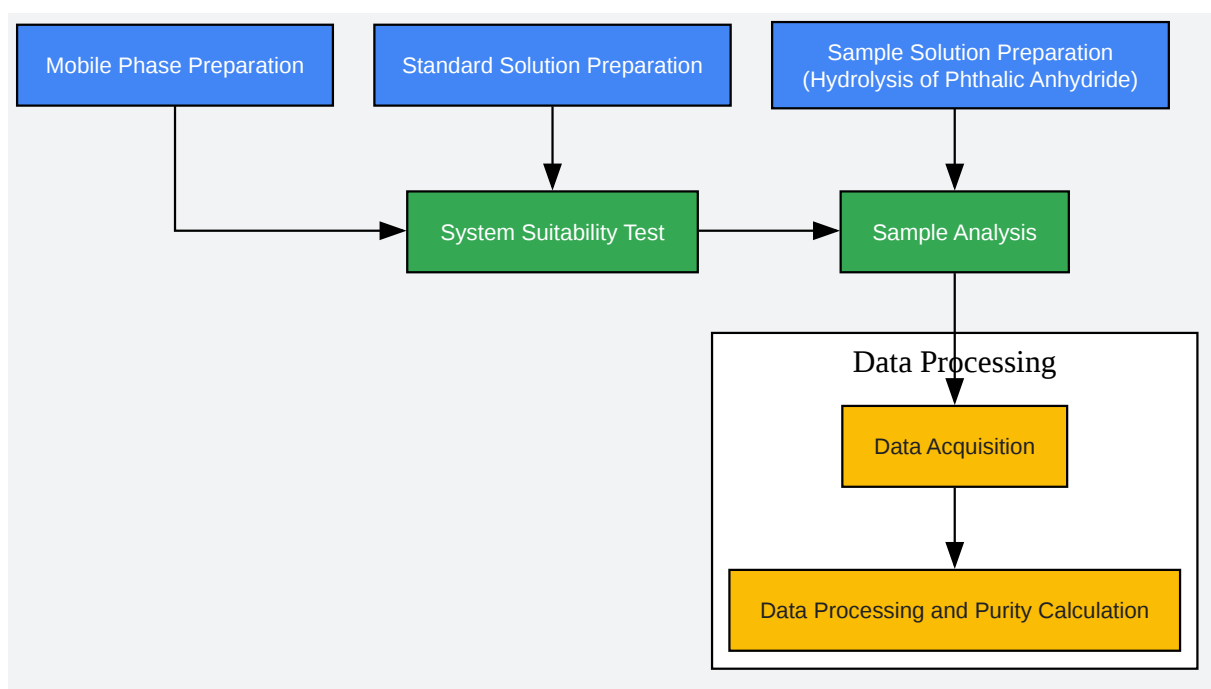 Mobile Phase Preparation
Standard Solution Preparation
Sample Solution Preparation
(Hydrolysis of Phthalic Anhydride)
System Suitability Test
Sample Analysis
Data Processing
Data Acquisition
Data Processing and Purity Calculation